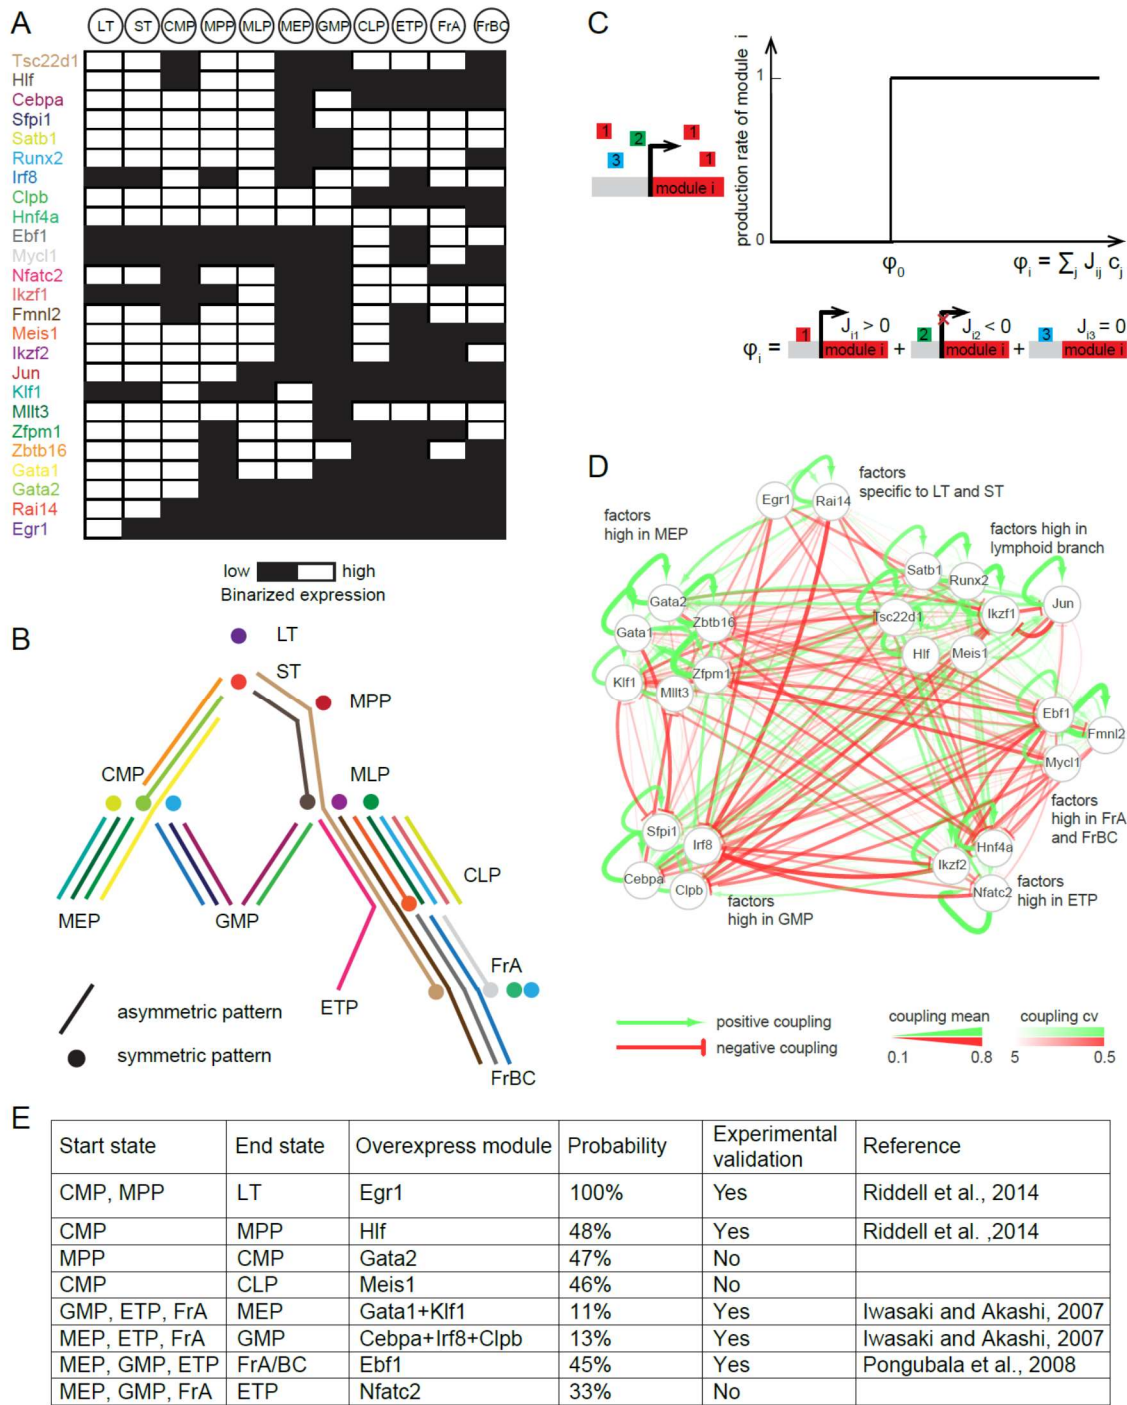 A
LT ST CMP MPP MLP MEP GMP CLP ETP FrA FrBC
Tsc22d1
Hlf
Cebpa
Sfpi1
Satb1
Runx2
Irf8
Clpb
Hnf4a
Ebf1
Mycl1
Nfatc2
Ikzf1
Fmnl2
Meis1
Ikzf2
Jun
Klf1
Mllt3
Zfpm1
Zbtb16
Gata1
Gata2
Rai14
Egr1
low high
Binarized expression
B
LT
ST
MPP
CMP
MLP
CLP
MEP
GMP
FrA
ETP
FrBC
asymmetric pattern
symmetric pattern
C
production rate of module i
1
0
φ0
φi = ∑j Jij cj
1
2
3
1
1
module i
φi = 1 module i Ji1 > 0 + 2 module i Ji2 < 0 + 3 module i Ji3 = 0
D
factors
specific to LT and ST
factors
high in MEP
factors high in
lymphoid branch
Egr1
Rai14
Satb1
Runx2
Gata2
Zbtb16
Tsc22d1
Ikzf1
Jun
Gata1
Hlf
Meis1
Klf1
Mllt3
Zfpm1
Ebf1
Fmnl2
Mycl1
factors
high in FrA
and FrBC
Sfpi1
Irf8
Cebpa
Clpb
factors
high in GMP
Hnf4a
Ikzf2
Nfatc2
factors
high in ETP
positive coupling
negative coupling
coupling mean
0.1 0.8
coupling cv
5 0.5
E
Start state End state Overexpress module Probability Experimental validation Reference
CMP, MPP LT Egr1 100% Yes Riddell et al., 2014
CMP MPP Hlf 48% Yes Riddell et al. ,2014
MPP CMP Gata2 47% No
CMP CLP Meis1 46% No
GMP, ETP, FrA MEP Gata1+Klf1 11% Yes Iwasaki and Akashi, 2007
MEP, ETP, FrA GMP Cebpa+Irf8+Clpb 13% Yes Iwasaki and Akashi, 2007
MEP, GMP, ETP FrA/BC Ebf1 45% Yes Pongubala et al., 2008
MEP, GMP, FrA ETP Nfatc2 33% No